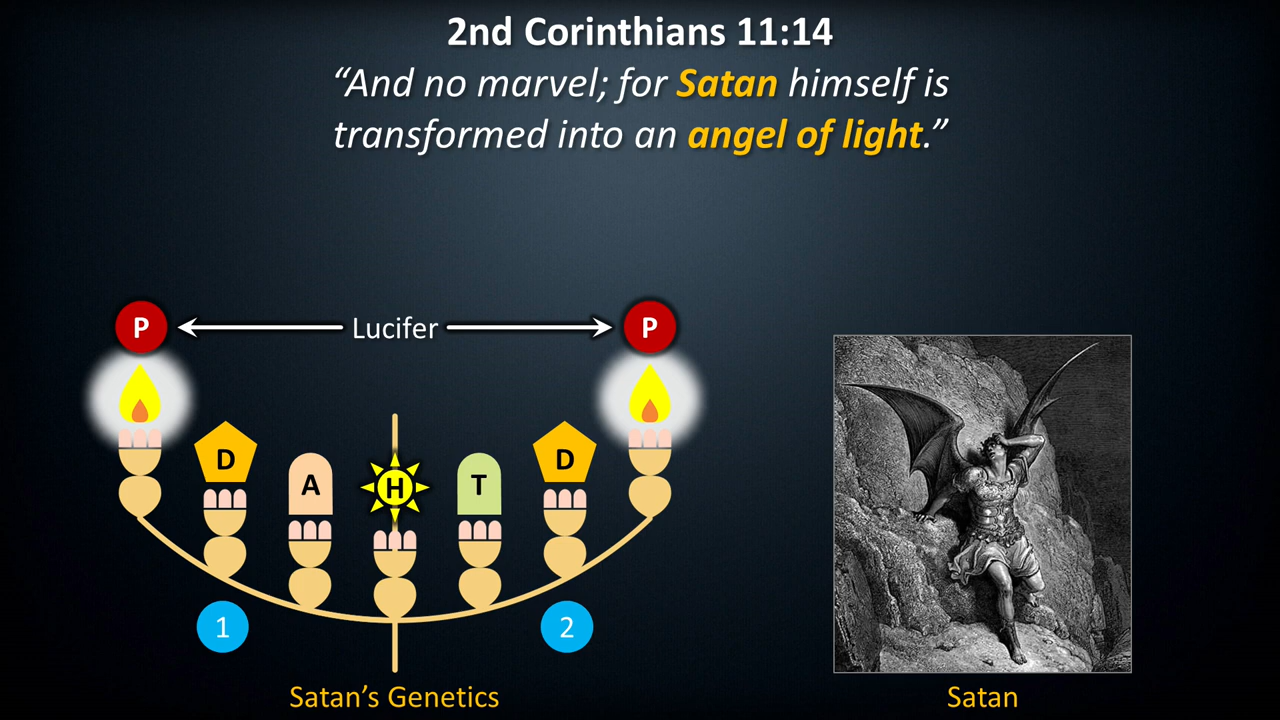 2nd Corinthians 11:14
“And no marvel; for Satan himself is
transformed into an angel of light.”
P Lucifer P
D A H T D
1 2
Satan’s Genetics
Satan